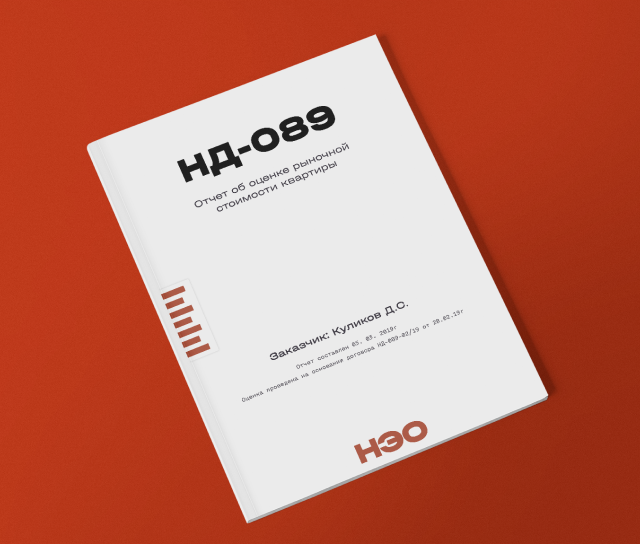 НД-089
Отчет об оценке рыночной
стоимости квартиры
Заказчик: Куликов Д.С.
Отчет составлен 03. 03. 2019г
Оценка проведена на основании договора НД-089-02/19 от 28.02.19г
НЭО